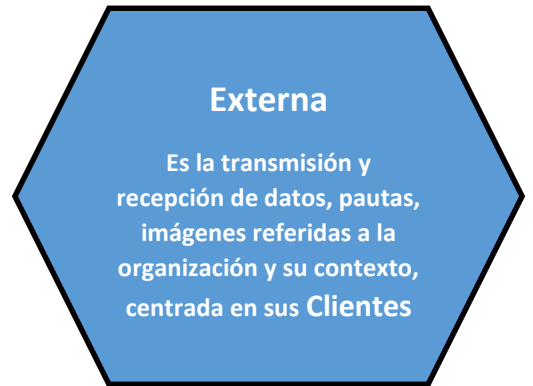 Externa
Es la transmisión y
recepción de datos, pautas,
imágenes referidas a la
organización y su contexto,
centrada en sus Clientes